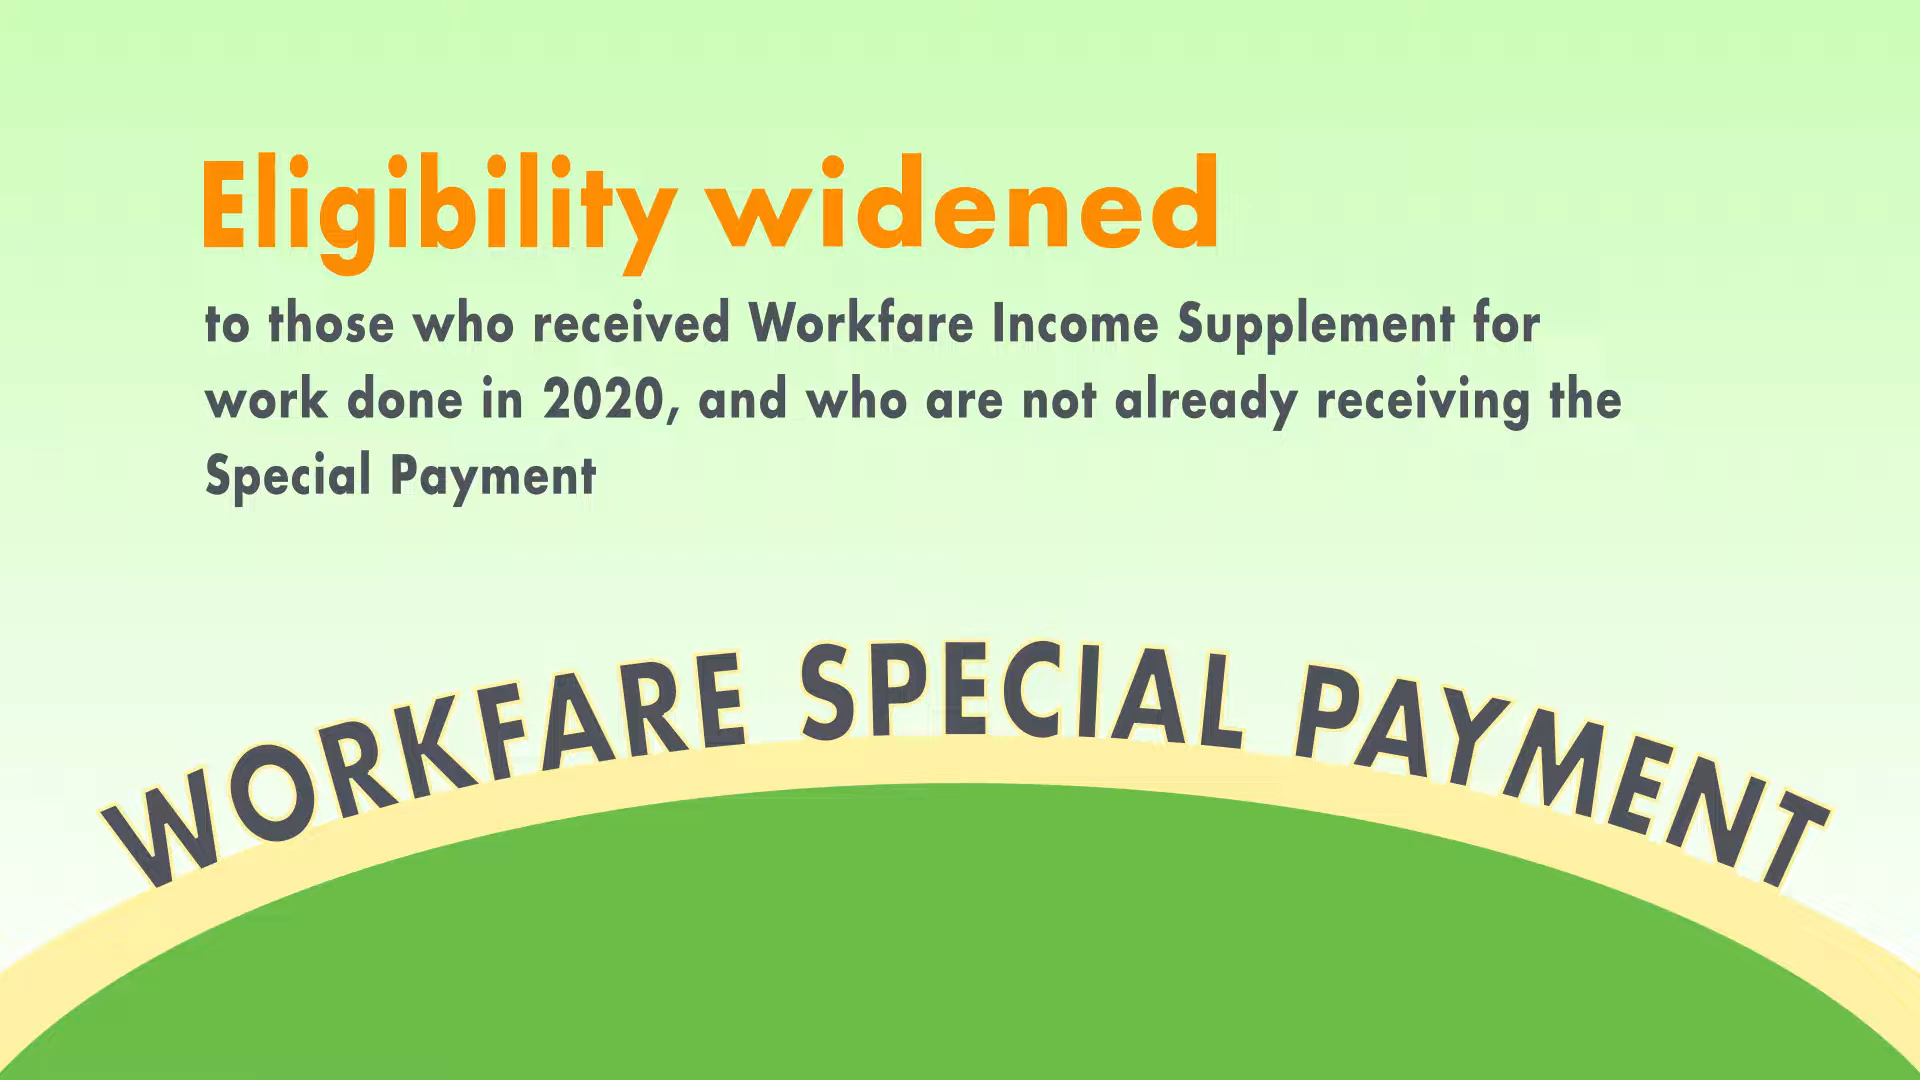 Eligibility widened
to those who received Workfare Income Supplement for
work done in 2020, and who are not already receiving the
Special Payment
WORKFARE SPECIAL PAYMENT